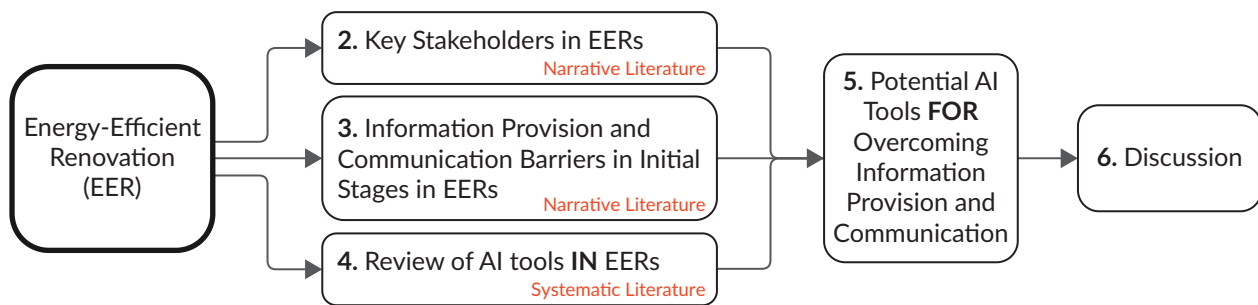 Energy-Efficient
Renovation
(EER)
2. Key Stakeholders in EERs
Narrative Literature
3. Information Provision and
Communication Barriers in Initial
Stages in EERs
Narrative Literature
4. Review of AI tools IN EERs
Systematic Literature
5. Potential AI
Tools FOR
Overcoming
Information
Provision and
Communication
6. Discussion